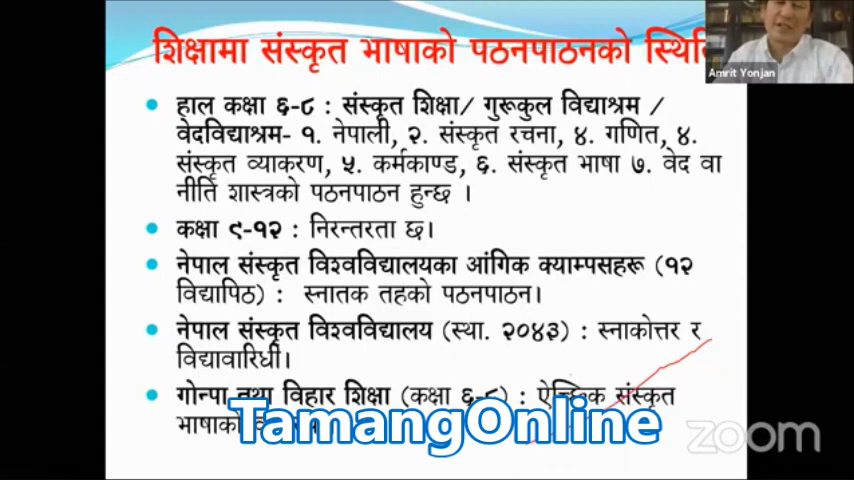 शिक्षामा संस्कृत भाषाको पठनपाठनको
Amrit Yonjan
हाल कक्षा ६-८ : संस्कृत शिक्षा/ गुरूकुल विद्याश्रम /
वेदविद्याश्रम- १. नेपाली, २. संस्कृत रचना, ४. गणित, ४.
संस्कृत व्याकरण, ५. कर्मकाण्ड, ६. संस्कृत भाषा ७. वेद वा
नीति शास्त्रको पठनपाठन हुन्छ ।
कक्षा ९-१२ : निरन्तरता छ।
नेपाल संस्कृत विश्वविद्यालयका आंगिक क्याम्पसहरू (१२
विद्यापिठ) : स्नातक तहको पठनपाठन।
नेपाल संस्कृत विश्वविद्यालय (स्था. २०४३) : स्नाकोत्तर र
विद्यावारिधी।
गोन्पा तथा विहार शिक्षा (कक्षा ६-८) : ऐच्छिक संस्कृत
भाषाको
TamangOnline
zoom